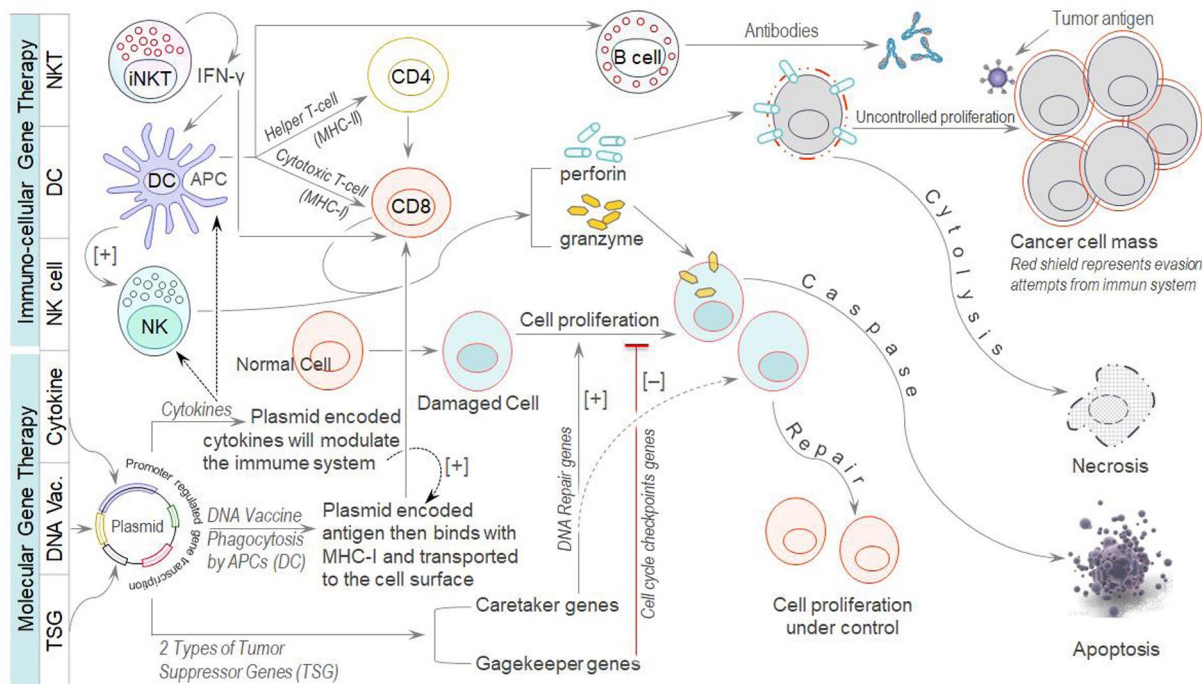 Immuno-cellular Gene Therapy
NKT
DC
NK cell
Molecular Gene Therapy
Cytokine
DNA Vac.
TSG
iNKT
IFN-γ
DC
APC
[+]
NK
Helper T-cell
(MHC-II)
Cytotoxic T-cell
(MHC-I)
CD4
CD8
B cell
Antibodies
Tumor antigen
perforin
granzyme
Uncontrolled proliferation
Cancer cell mass
Red shield represents evasion
attempts from immun system
Cytolysis
Caspase
Normal Cell
Damaged Cell
Cell proliferation
[+]
[–]
DNA Repair genes
Cell cycle checkpoints genes
Repair
Necrosis
Apoptosis
Cell proliferation
under control
Cytokines
Plasmid encoded
cytokines will modulate
the immume system
[+]
Plasmid
Promoter regulated gene transcription
DNA Vaccine
Phagocytosis
by APCs (DC)
Plasmid encoded
antigen then binds with
MHC-I and transported
to the cell surface
2 Types of Tumor
Suppressor Genes (TSG)
Caretaker genes
Gagekeeper genes